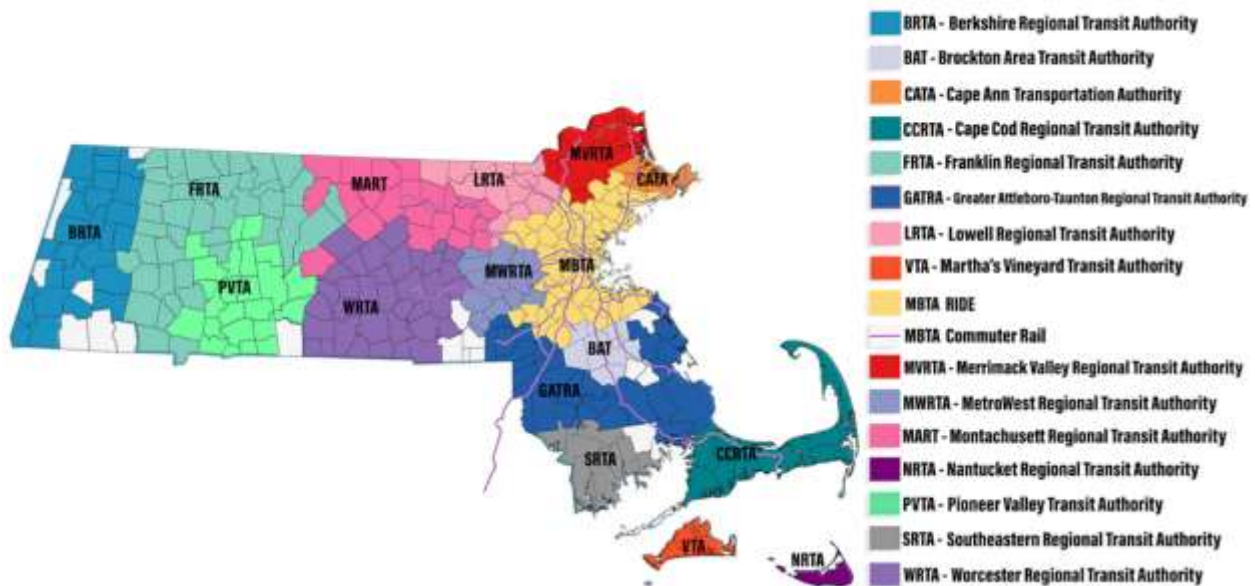 BRTA
FRTA
PVTA
MART
WRTA
LRTA
MWRTA
MBTA
MVRTA
CATA
BAT
GATRA
SRTA
CCRTA
VTA
NRTA
BRTA - Berkshire Regional Transit Authority
BAT - Brockton Area Transit Authority
CATA - Cape Ann Transportation Authority
CCRTA - Cape Cod Regional Transit Authority
FRTA - Franklin Regional Transit Authority
GATRA - Greater Attleboro-Taunton Regional Transit Authority
LRTA - Lowell Regional Transit Authority
VTA - Martha's Vineyard Transit Authority
MBTA RIDE
MBTA Commuter Rail
MVRTA - Merrimack Valley Regional Transit Authority
MWRTA - MetroWest Regional Transit Authority
MART - Montachusett Regional Transit Authority
NRTA - Nantucket Regional Transit Authority
PVTA - Pioneer Valley Transit Authority
SRTA - Southeastern Regional Transit Authority
WRTA - Worcester Regional Transit Authority